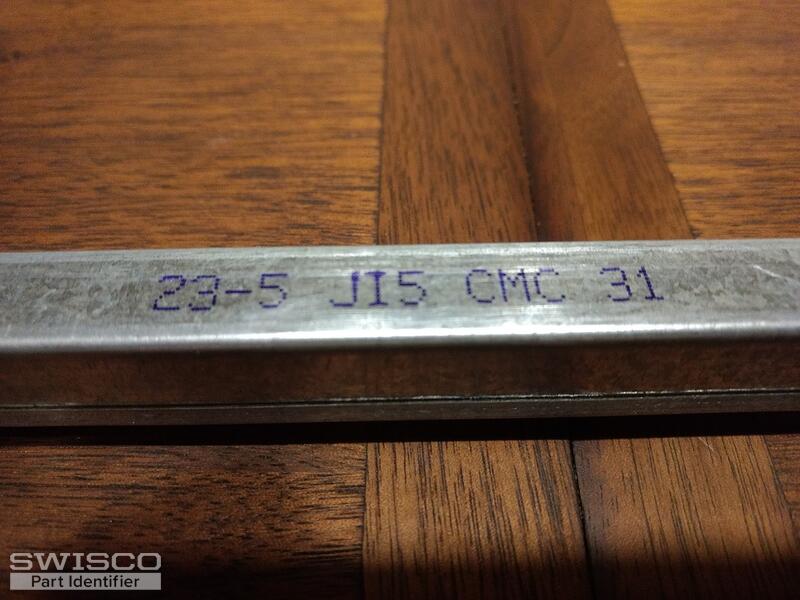 23-5 JI5 CMC 31
SWISCO
Part Identifier